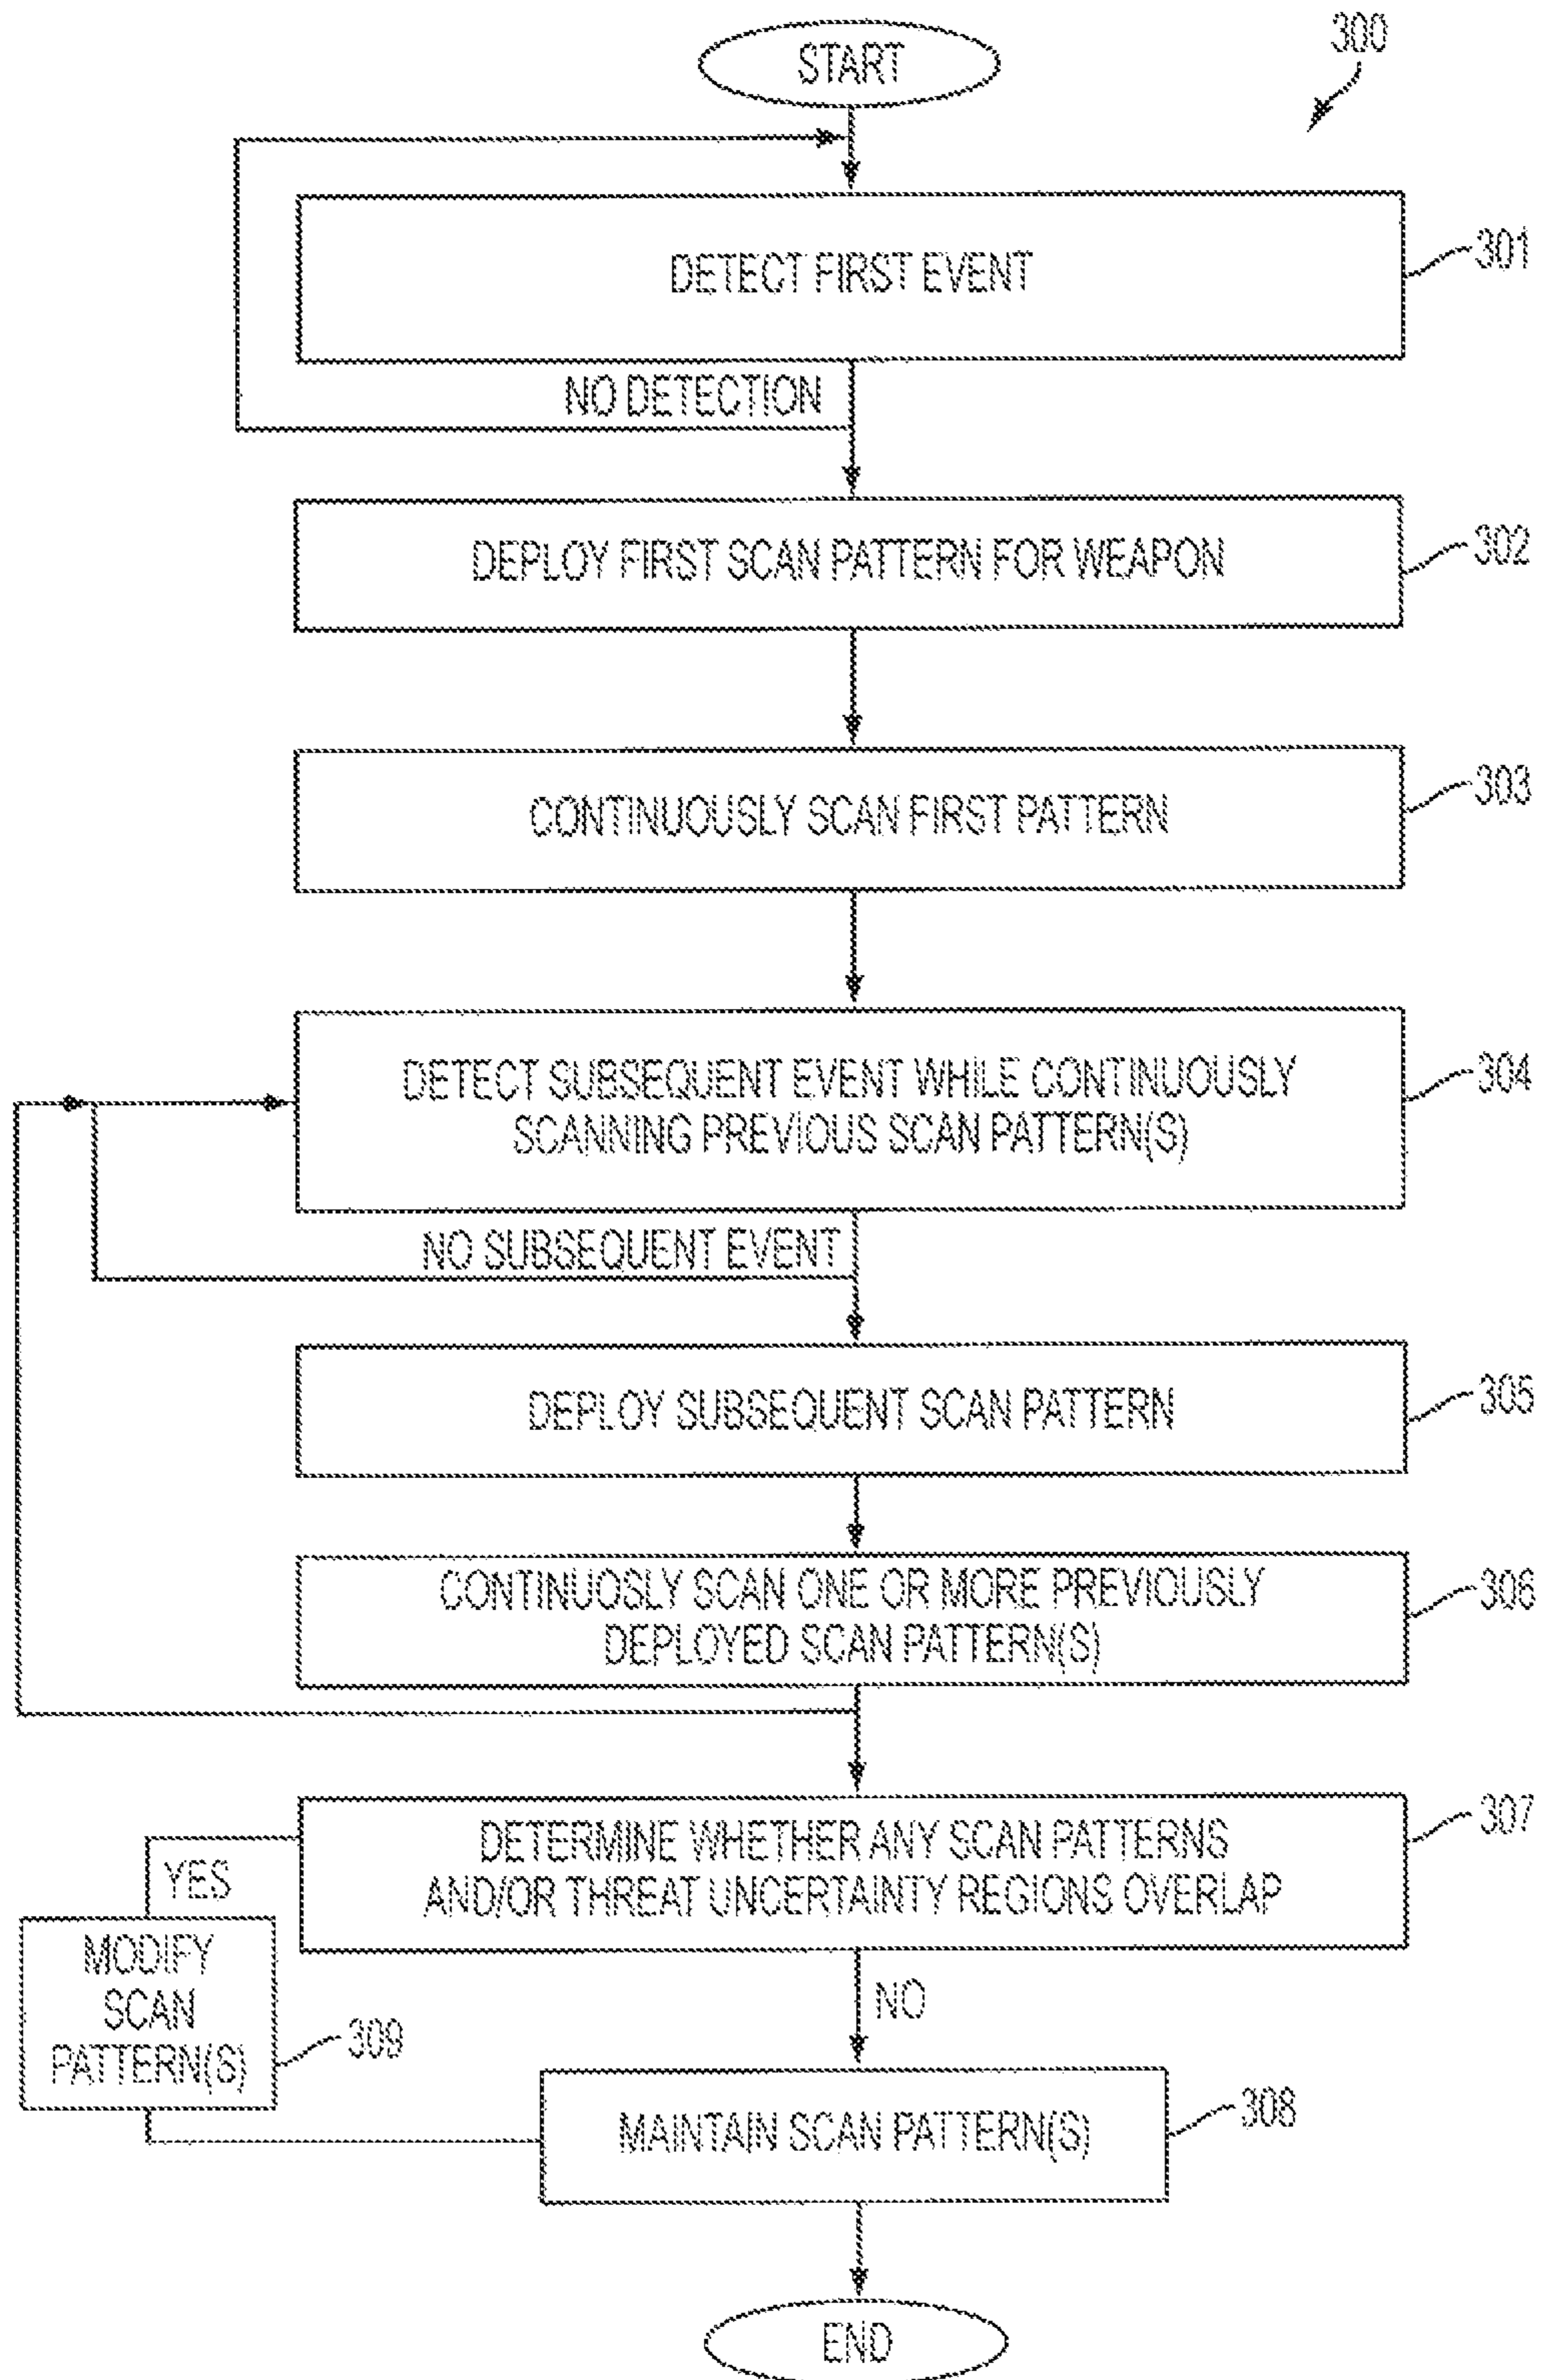 300
START
DETECT FIRST EVENT
301
NO DETECTION
DEPLOY FIRST SCAN PATTERN FOR WEAPON
302
CONTINUOUSLY SCAN FIRST PATTERN
303
DETECT SUBSEQUENT EVENT WHILE CONTINUOUSLY
SCANNING PREVIOUS SCAN PATTERN(S)
304
NO SUBSEQUENT EVENT
DEPLOY SUBSEQUENT SCAN PATTERN
305
CONTINUOSLY SCAN ONE OR MORE PREVIOUSLY
DEPLOYED SCAN PATTERN(S)
306
DETERMINE WHETHER ANY SCAN PATTERNS
AND/OR THREAT UNCERTAINTY REGIONS OVERLAP
307
YES
MODIFY
SCAN
PATTERN(S)
309
NO
MAINTAIN SCAN PATTERN(S)
308
END